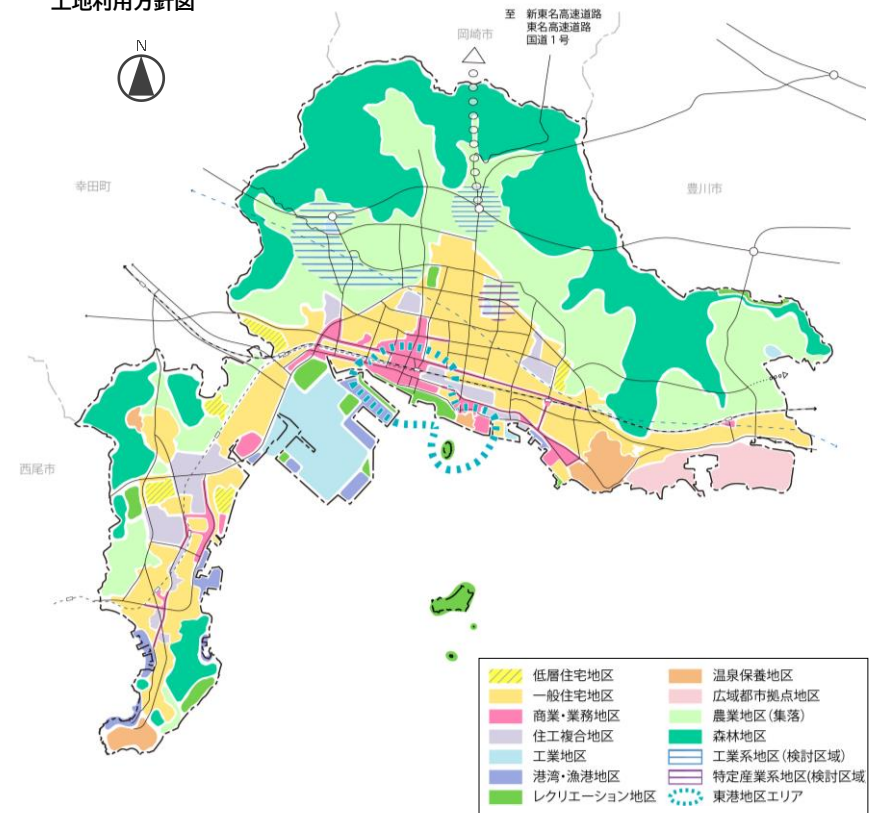 土地利用方針図
至 新東名高速道路
東名高速道路
国道1号
岡崎市
N
幸田町
豊川市
西尾市
低層住宅地区
一般住宅地区
商業・業務地区
住工複合地区
工業地区
港湾・漁港地区
レクリエーション地区
温泉保養地区
広域都市拠点地区
農業地区(集落)
森林地区
工業系地区(検討区域)
特定産業系地区(検討区域
東港地区エリア